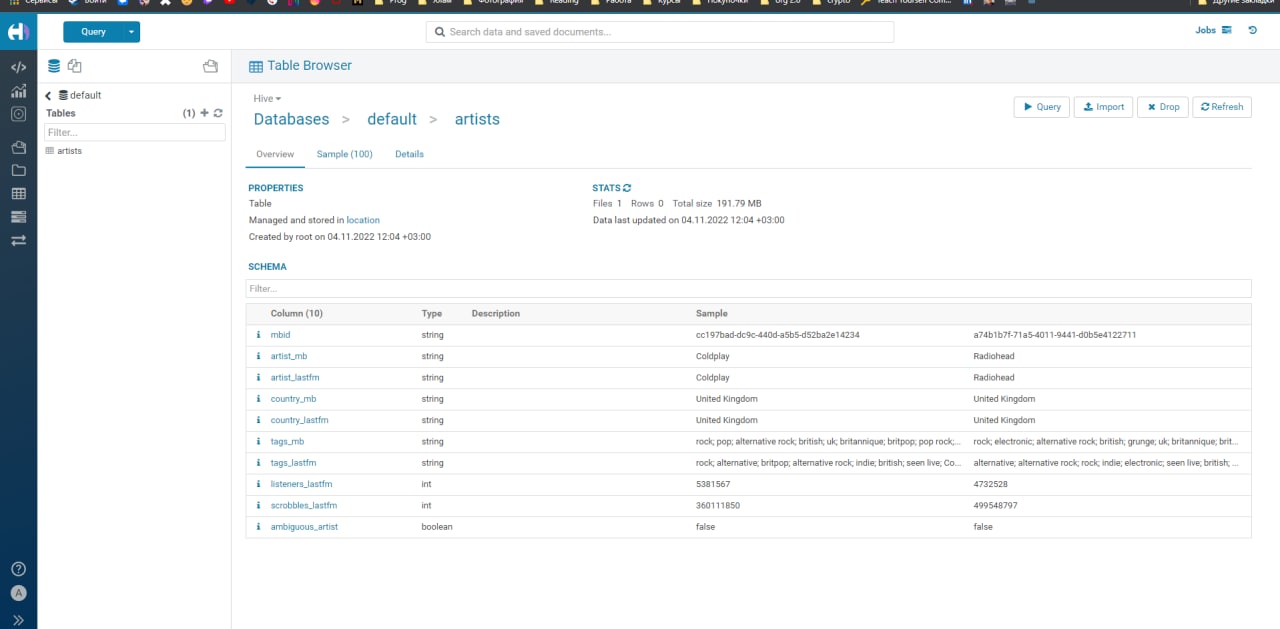 Сервисы Войти Prog Хлам Фотография Reading Работа Курсы Покупочки org 2.0 crypto Teach Yourself Com... Другие закладки
Query
Search data and saved documents...
Jobs
Table Browser
default
Tables (1)
Filter...
artists
Hive
Databases > default > artists
Query Import Drop Refresh
Overview Sample (100) Details
PROPERTIES
Table
Managed and stored in location
Created by root on 04.11.2022 12:04 +03:00
STATS
Files 1 Rows 0 Total size 191.79 MB
Data last updated on 04.11.2022 12:04 +03:00
SCHEMA
Filter...
Column (10) Type Description Sample
i mbid string cc197bad-dc9c-440d-a5b5-d52ba2e14234 a74b1b7f-71a5-4011-9441-d0b5e4122711
i artist_mb string Coldplay Radiohead
i artist_lastfm string Coldplay Radiohead
i country_mb string United Kingdom United Kingdom
i country_lastfm string United Kingdom United Kingdom
i tags_mb string rock; pop; alternative rock; british; uk; britannique; britpop; pop rock;... rock; electronic; alternative rock; british; grunge; uk; britannique; brit...
i tags_lastfm string rock; alternative; britpop; alternative rock; indie; british; seen live; Co... alternative; alternative rock; rock; indie; electronic; seen live; british; ...
i listeners_lastfm int 5381567 4732528
i scrobbles_lastfm int 360111850 499548797
i ambiguous_artist boolean false false
A